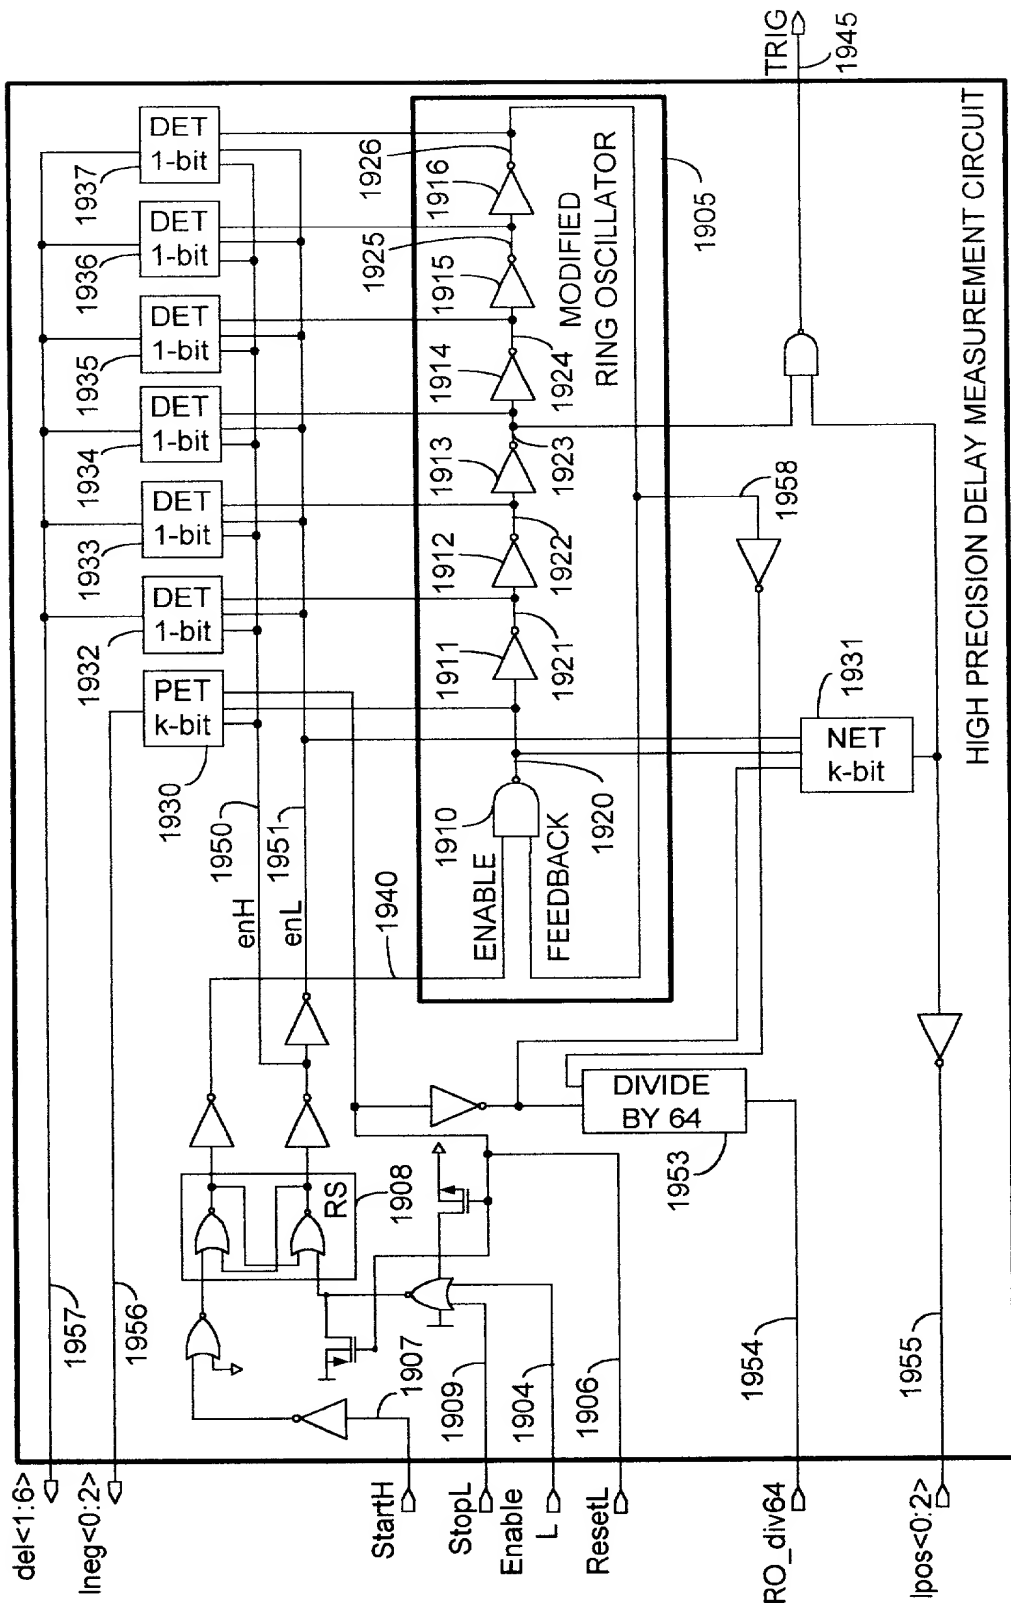 del<1:6>
Ineg<0:2>
StartH
StopL
Enable
L
ResetL
RO_div64
Ipos<0:2>
1957
1956
1907
1909
1904
1906
1954
1955
RS
1908
DIVIDE
BY 64
1953
enH
enL
1950
1951
1940
PET
k-bit
1930
DET
1-bit
1932
DET
1-bit
1933
DET
1-bit
1934
DET
1-bit
1935
DET
1-bit
1936
DET
1-bit
1937
ENABLE
FEEDBACK
1910
1920
1911
1921
1912
1922
1913
1923
1914
1924
1915
1925
1916
1926
MODIFIED
RING OSCILLATOR
1905
1958
NET
k-bit
1931
TRIG
1945
HIGH PRECISION DELAY MEASUREMENT CIRCUIT